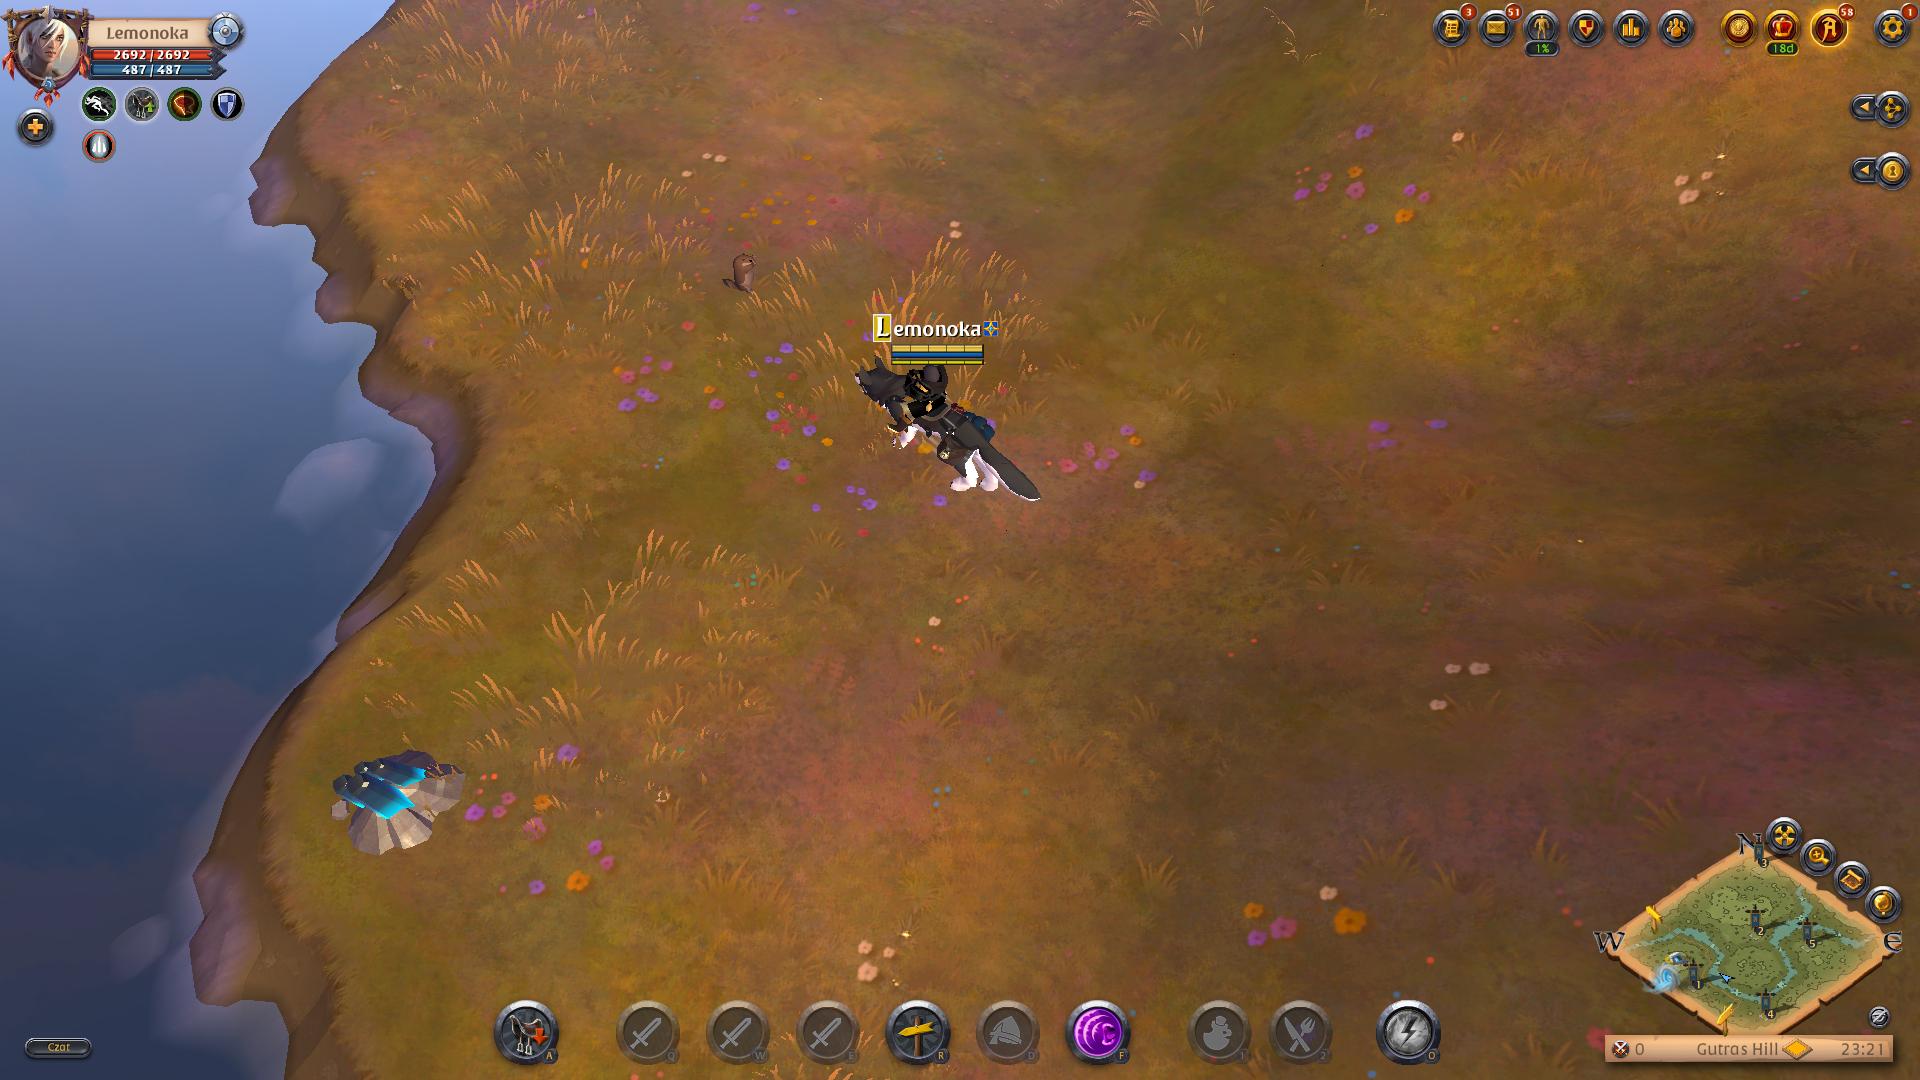 Lemonoka
2692 / 2692
487 / 487
3
51
1%
18d
58
1
Lemonoka
N
3
W
2
5
E
1
4
A
Q
W
E
R
D
F
1
2
O
Czat
0
Gutras Hill
23:21